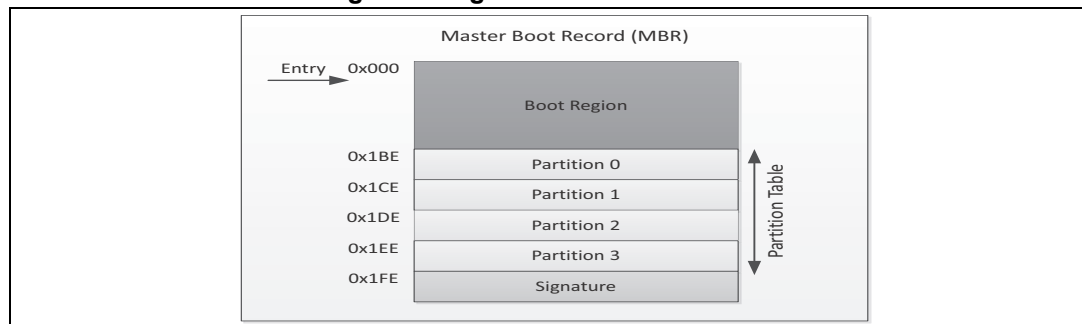 Master Boot Record (MBR)
Entry 0x000
Boot Region
0x1BE Partition 0
0x1CE Partition 1
0x1DE Partition 2
0x1EE Partition 3
0x1FE Signature
Partition Table